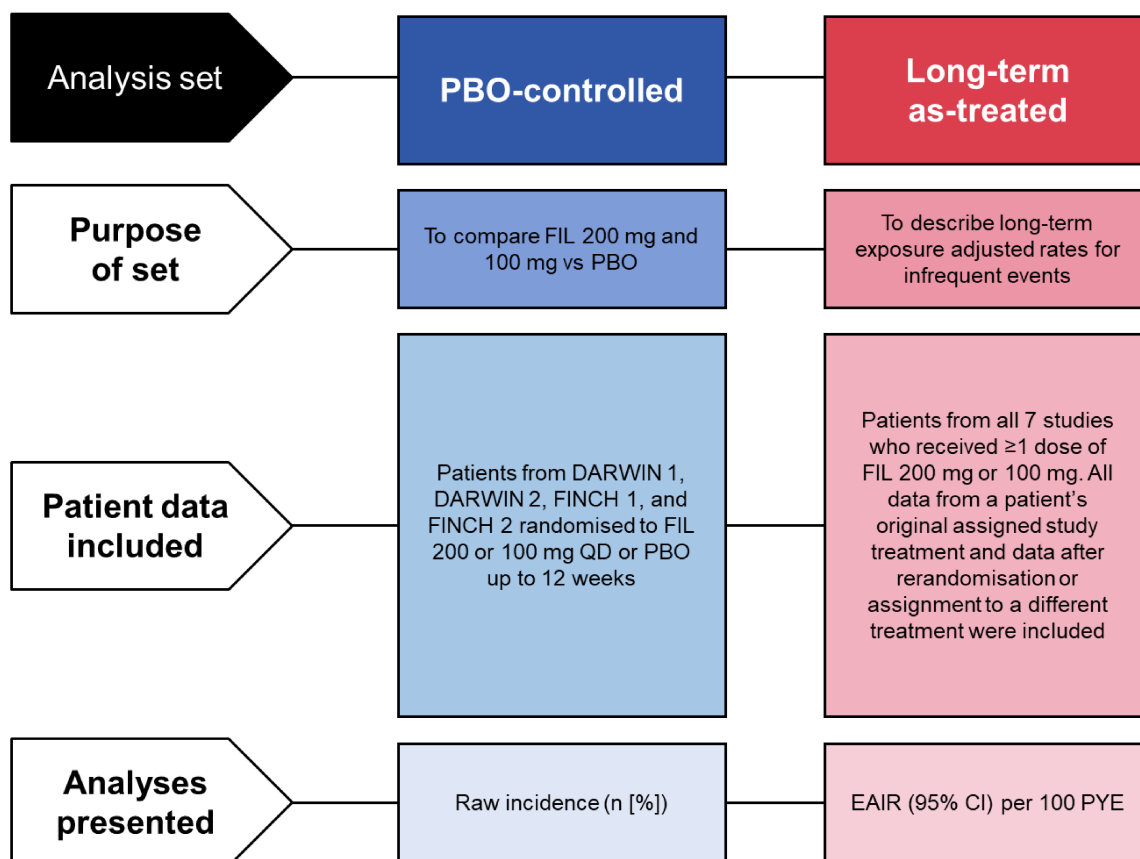 Analysis set
PBO-controlled
Long-term
as-treated
Purpose
of set
To compare FIL 200 mg and
100 mg vs PBO
To describe long-term
exposure adjusted rates for
infrequent events
Patient data
included
Patients from DARWIN 1,
DARWIN 2, FINCH 1, and
FINCH 2 randomised to FIL
200 or 100 mg QD or PBO
up to 12 weeks
Patients from all 7 studies
who received ≥1 dose of
FIL 200 mg or 100 mg. All
data from a patient’s
original assigned study
treatment and data after
rerandomisation or
assignment to a different
treatment were included
Analyses
presented
Raw incidence (n [%])
EAIR (95% CI) per 100 PYE